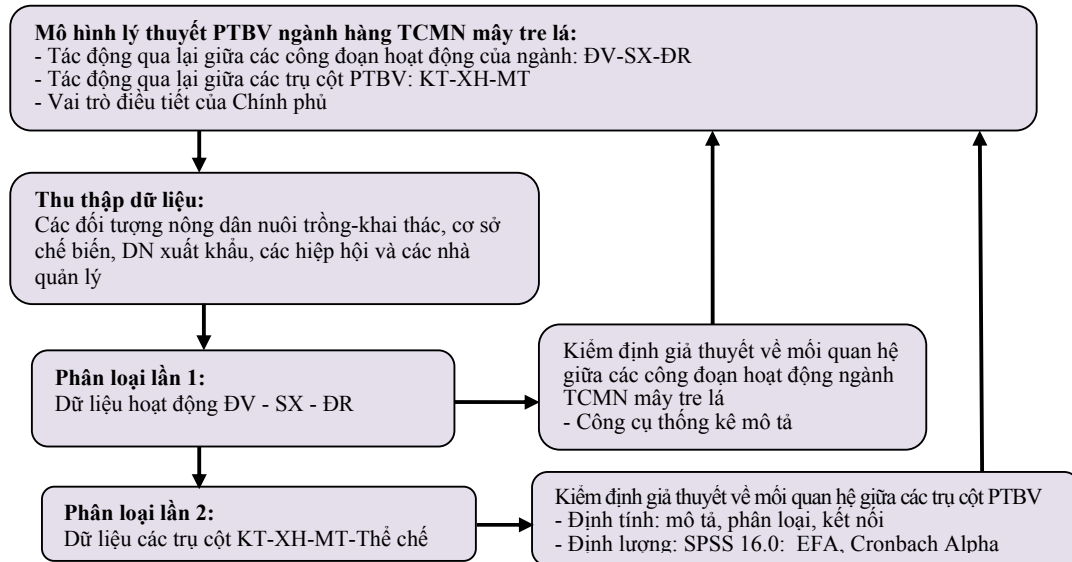 Mô hình lý thuyết PTBV ngành hàng TCMN mây tre lá:
- Tác động qua lại giữa các công đoạn hoạt động của ngành: ĐV-SX-ĐR
- Tác động qua lại giữa các trụ cột PTBV: KT-XH-MT
- Vai trò điều tiết của Chính phủ
Thu thập dữ liệu:
Các đối tượng nông dân nuôi trồng-khai thác, cơ sở
chế biến, DN xuất khẩu, các hiệp hội và các nhà
quản lý
Phân loại lần 1:
Dữ liệu hoạt động ĐV - SX - ĐR
Kiểm định giả thuyết về mối quan hệ
giữa các công đoạn hoạt động ngành
TCMN mây tre lá
- Công cụ thống kê mô tả
Phân loại lần 2:
Dữ liệu các trụ cột KT-XH-MT-Thể chế
Kiểm định giả thuyết về mối quan hệ giữa các trụ cột PTBV
- Định tính: mô tả, phân loại, kết nối
- Định lượng: SPSS 16.0: EFA, Cronbach Alpha